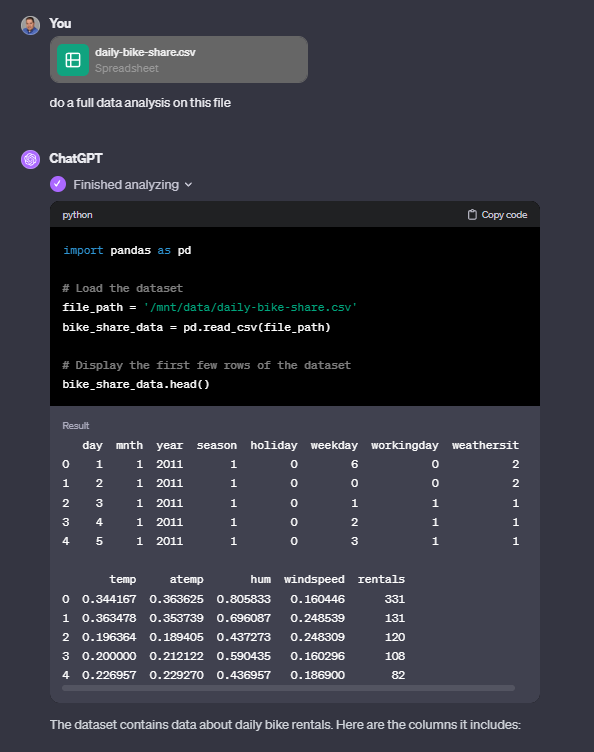 You
daily-bike-share.csv
Spreadsheet
do a full data analysis on this file
ChatGPT
Finished analyzing
python Copy code
import pandas as pd
# Load the dataset
file_path = '/mnt/data/daily-bike-share.csv'
bike_share_data = pd.read_csv(file_path)
# Display the first few rows of the dataset
bike_share_data.head()
Result
day mnth year season holiday weekday workingday weathersit
0 1 1 2011 1 0 6 0 2
1 2 1 2011 1 0 0 0 2
2 3 1 2011 1 0 1 1 1
3 4 1 2011 1 0 2 1 1
4 5 1 2011 1 0 3 1 1
temp atemp hum windspeed rentals
0 0.344167 0.363625 0.805833 0.160446 331
1 0.363478 0.353739 0.696087 0.248539 131
2 0.196364 0.189405 0.437273 0.248309 120
3 0.200000 0.212122 0.590435 0.160296 108
4 0.226957 0.229270 0.436957 0.186900 82
The dataset contains data about daily bike rentals. Here are the columns it includes: